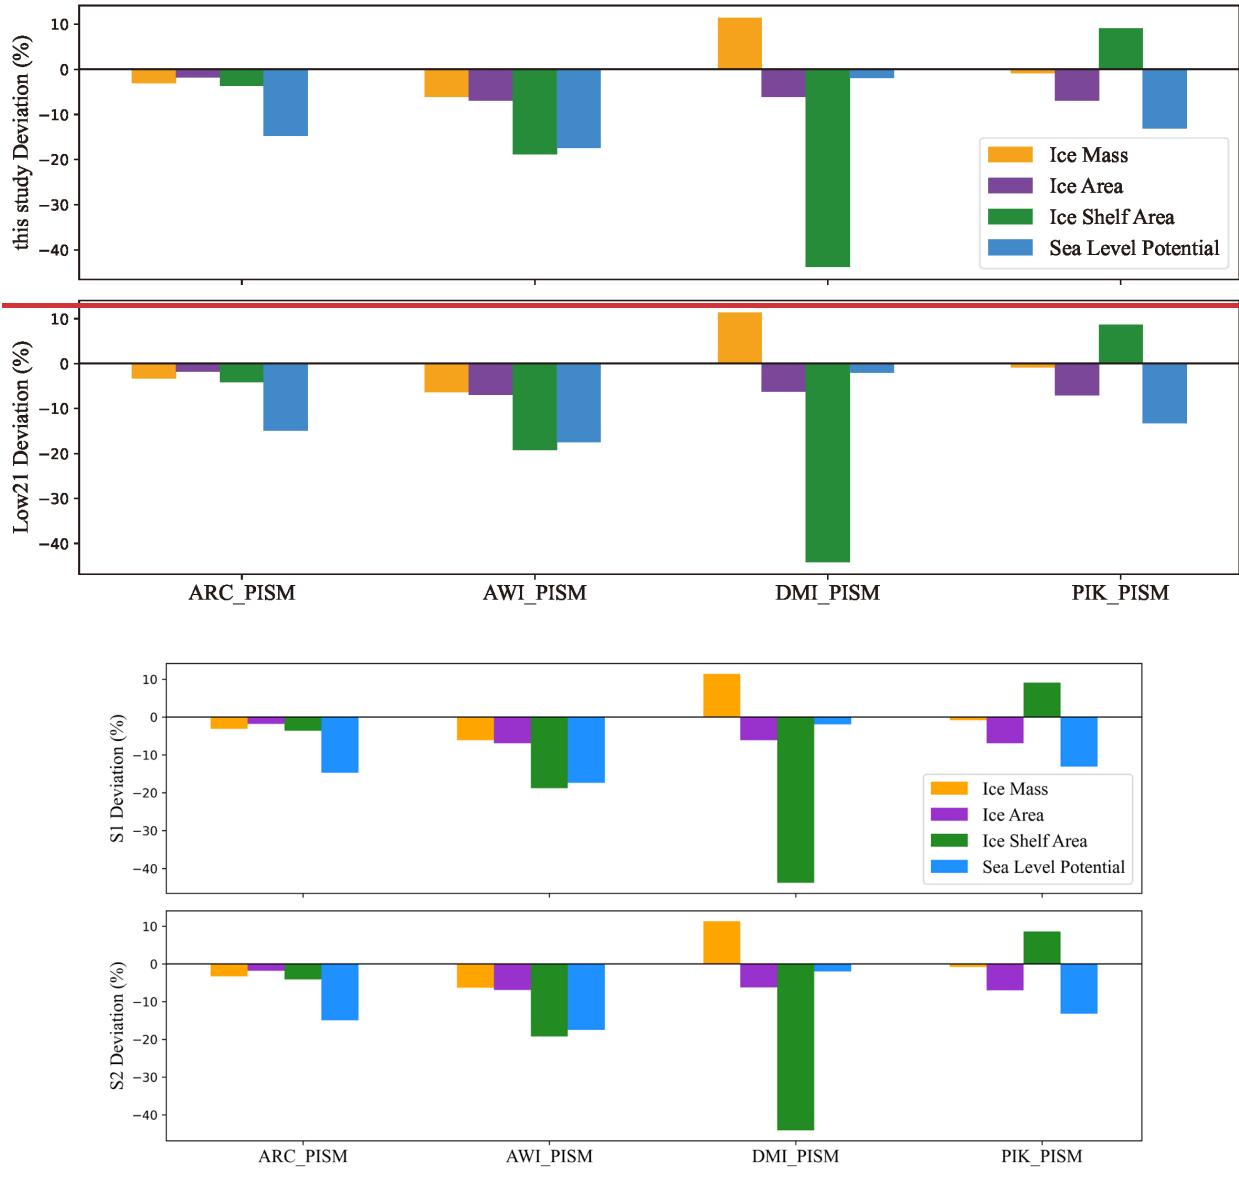 this study Deviation (%)
10
0
−10
−20
−30
−40
Ice Mass
Ice Area
Ice Shelf Area
Sea Level Potential
Low21 Deviation (%)
10
0
−10
−20
−30
−40
ARC_PISM AWI_PISM DMI_PISM PIK_PISM
S1 Deviation (%)
10
0
−10
−20
−30
−40
Ice Mass
Ice Area
Ice Shelf Area
Sea Level Potential
S2 Deviation (%)
10
0
−10
−20
−30
−40
ARC_PISM AWI_PISM DMI_PISM PIK_PISM